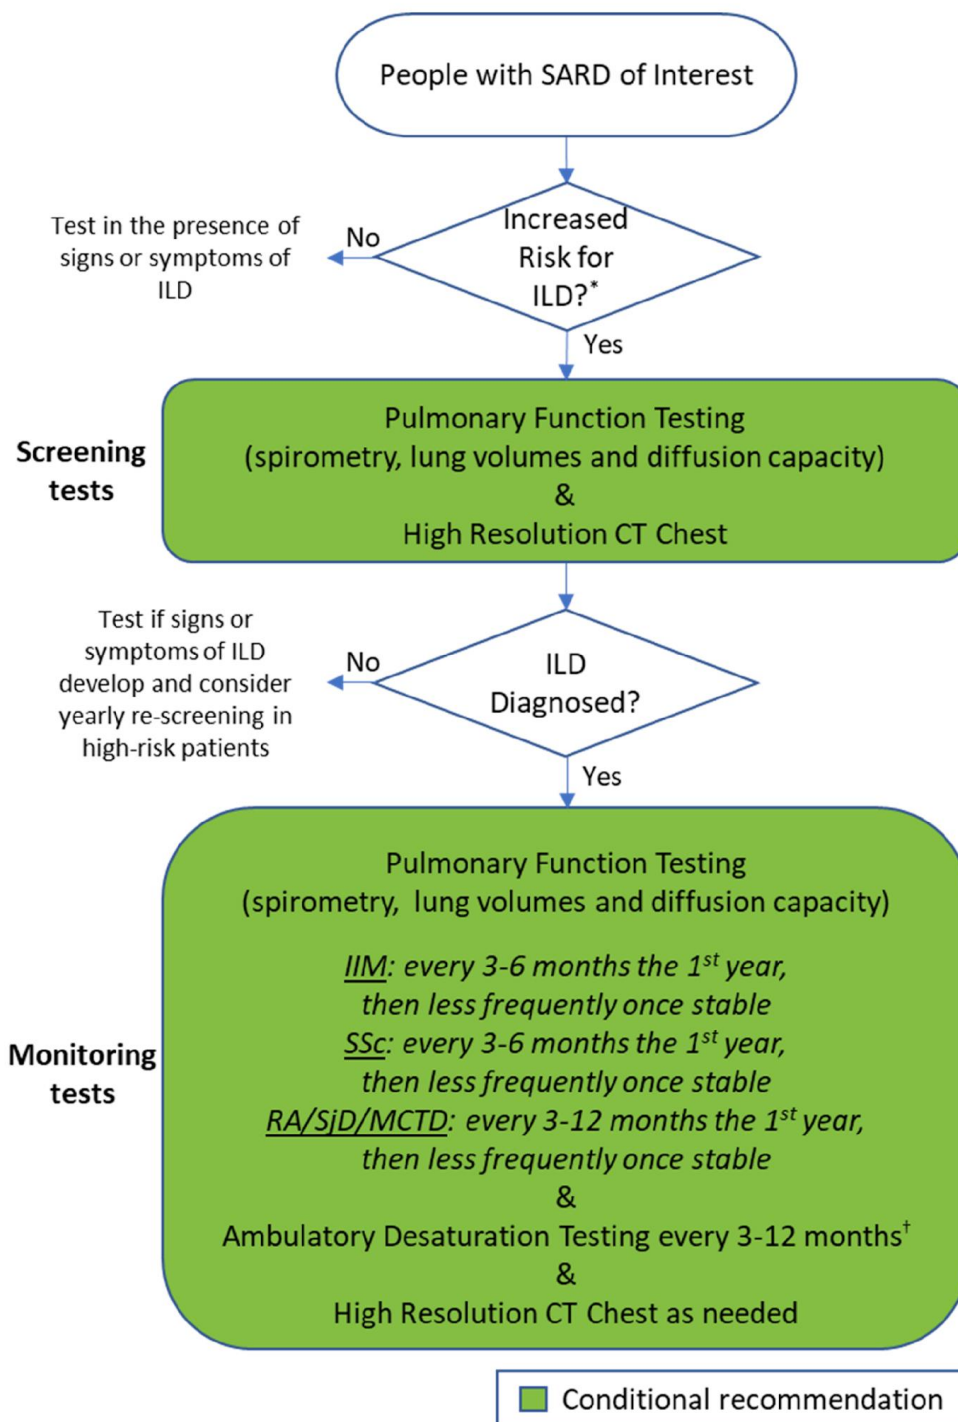 People with SARD of Interest
Increased
Risk for
ILD?*
No
Test in the presence of
signs or symptoms of
ILD
Yes
Screening
tests
Pulmonary Function Testing
(spirometry, lung volumes and diffusion capacity)
&
High Resolution CT Chest
ILD
Diagnosed?
No
Test if signs or
symptoms of ILD
develop and consider
yearly re-screening in
high-risk patients
Yes
Monitoring
tests
Pulmonary Function Testing
(spirometry, lung volumes and diffusion capacity)
IIM: every 3-6 months the 1st year,
then less frequently once stable
SSc: every 3-6 months the 1st year,
then less frequently once stable
RA/SjD/MCTD: every 3-12 months the 1st year,
then less frequently once stable
&
Ambulatory Desaturation Testing every 3-12 months†
&
High Resolution CT Chest as needed
Conditional recommendation